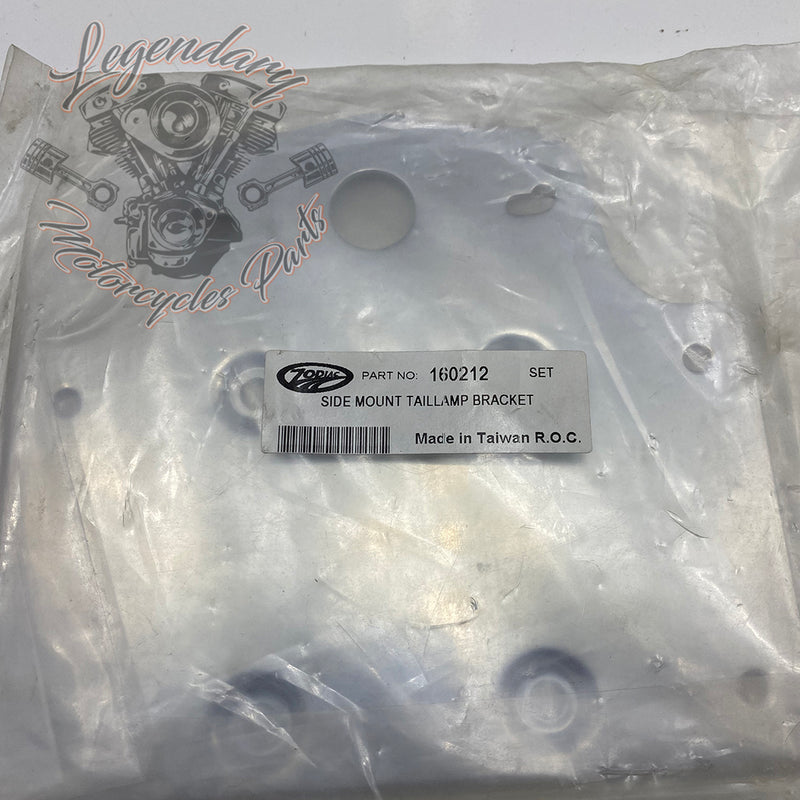 Legendary
Motorcycles Parts
ZODIAC PART NO: 160212 SET
SIDE MOUNT TAILLAMP BRACKET
Made in Taiwan R.O.C.